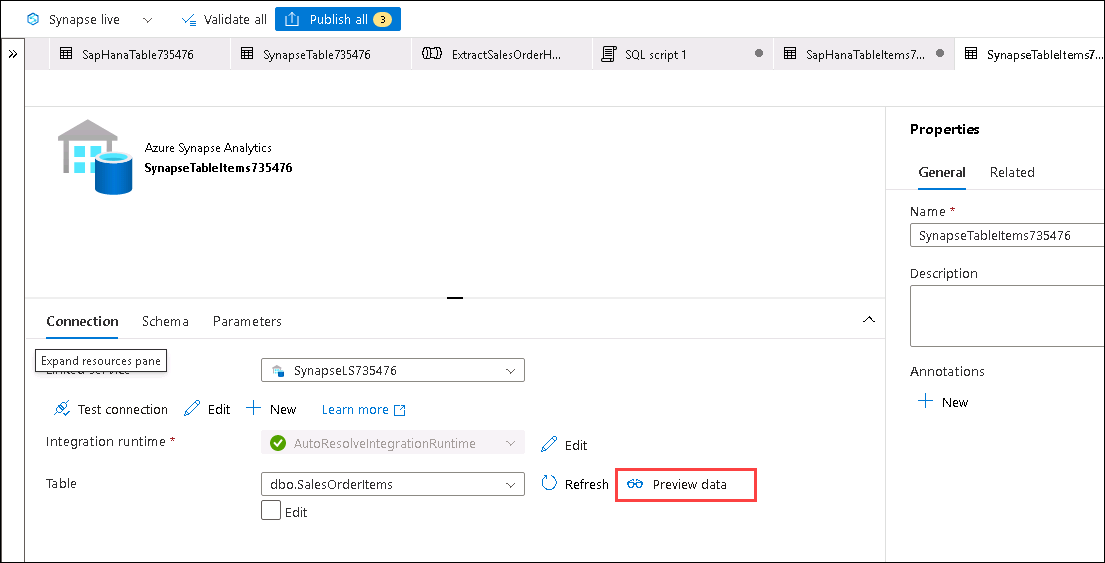 Synapse live
Validate all
Publish all 3
»
SapHanaTable735476
SynapseTable735476
ExtractSalesOrderH...
SQL script 1
SapHanaTableItems7...
SynapseTableItems7...
Azure Synapse Analytics
SynapseTableItems735476
Connection
Schema
Parameters
Expand resources pane
Linked service
SynapseLS735476
Test connection
Edit
New
Learn more
Integration runtime *
AutoResolveIntegrationRuntime
Edit
Table
dbo.SalesOrderItems
Refresh
Preview data
Edit
Properties
General
Related
Name *
SynapseTableItems735476
Description
Annotations
New